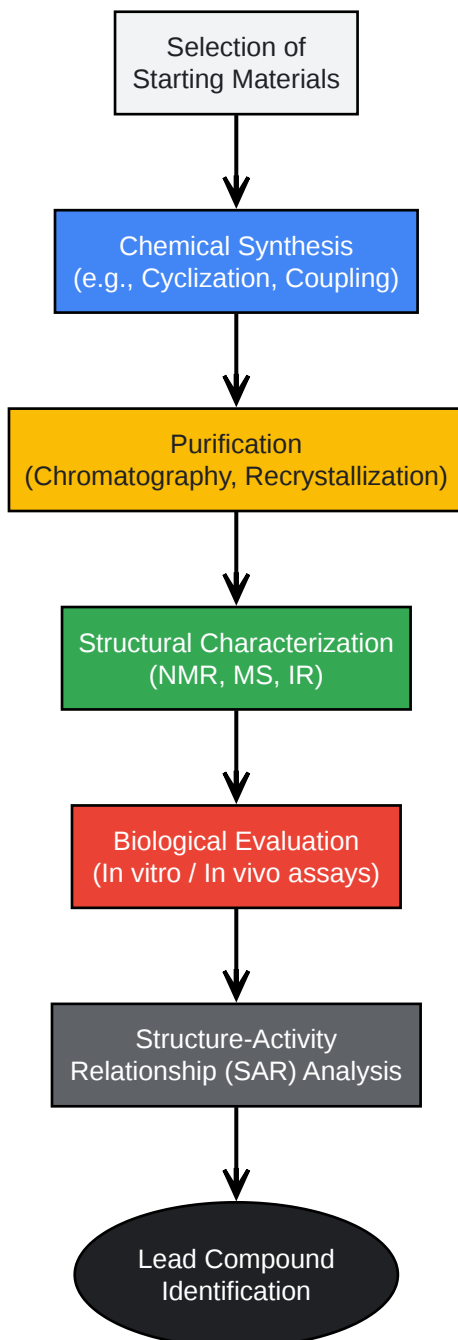 Selection of
Starting Materials
Chemical Synthesis
(e.g., Cyclization, Coupling)
Purification
(Chromatography, Recrystallization)
Structural Characterization
(NMR, MS, IR)
Biological Evaluation
(In vitro / In vivo assays)
Structure-Activity
Relationship (SAR) Analysis
Lead Compound
Identification